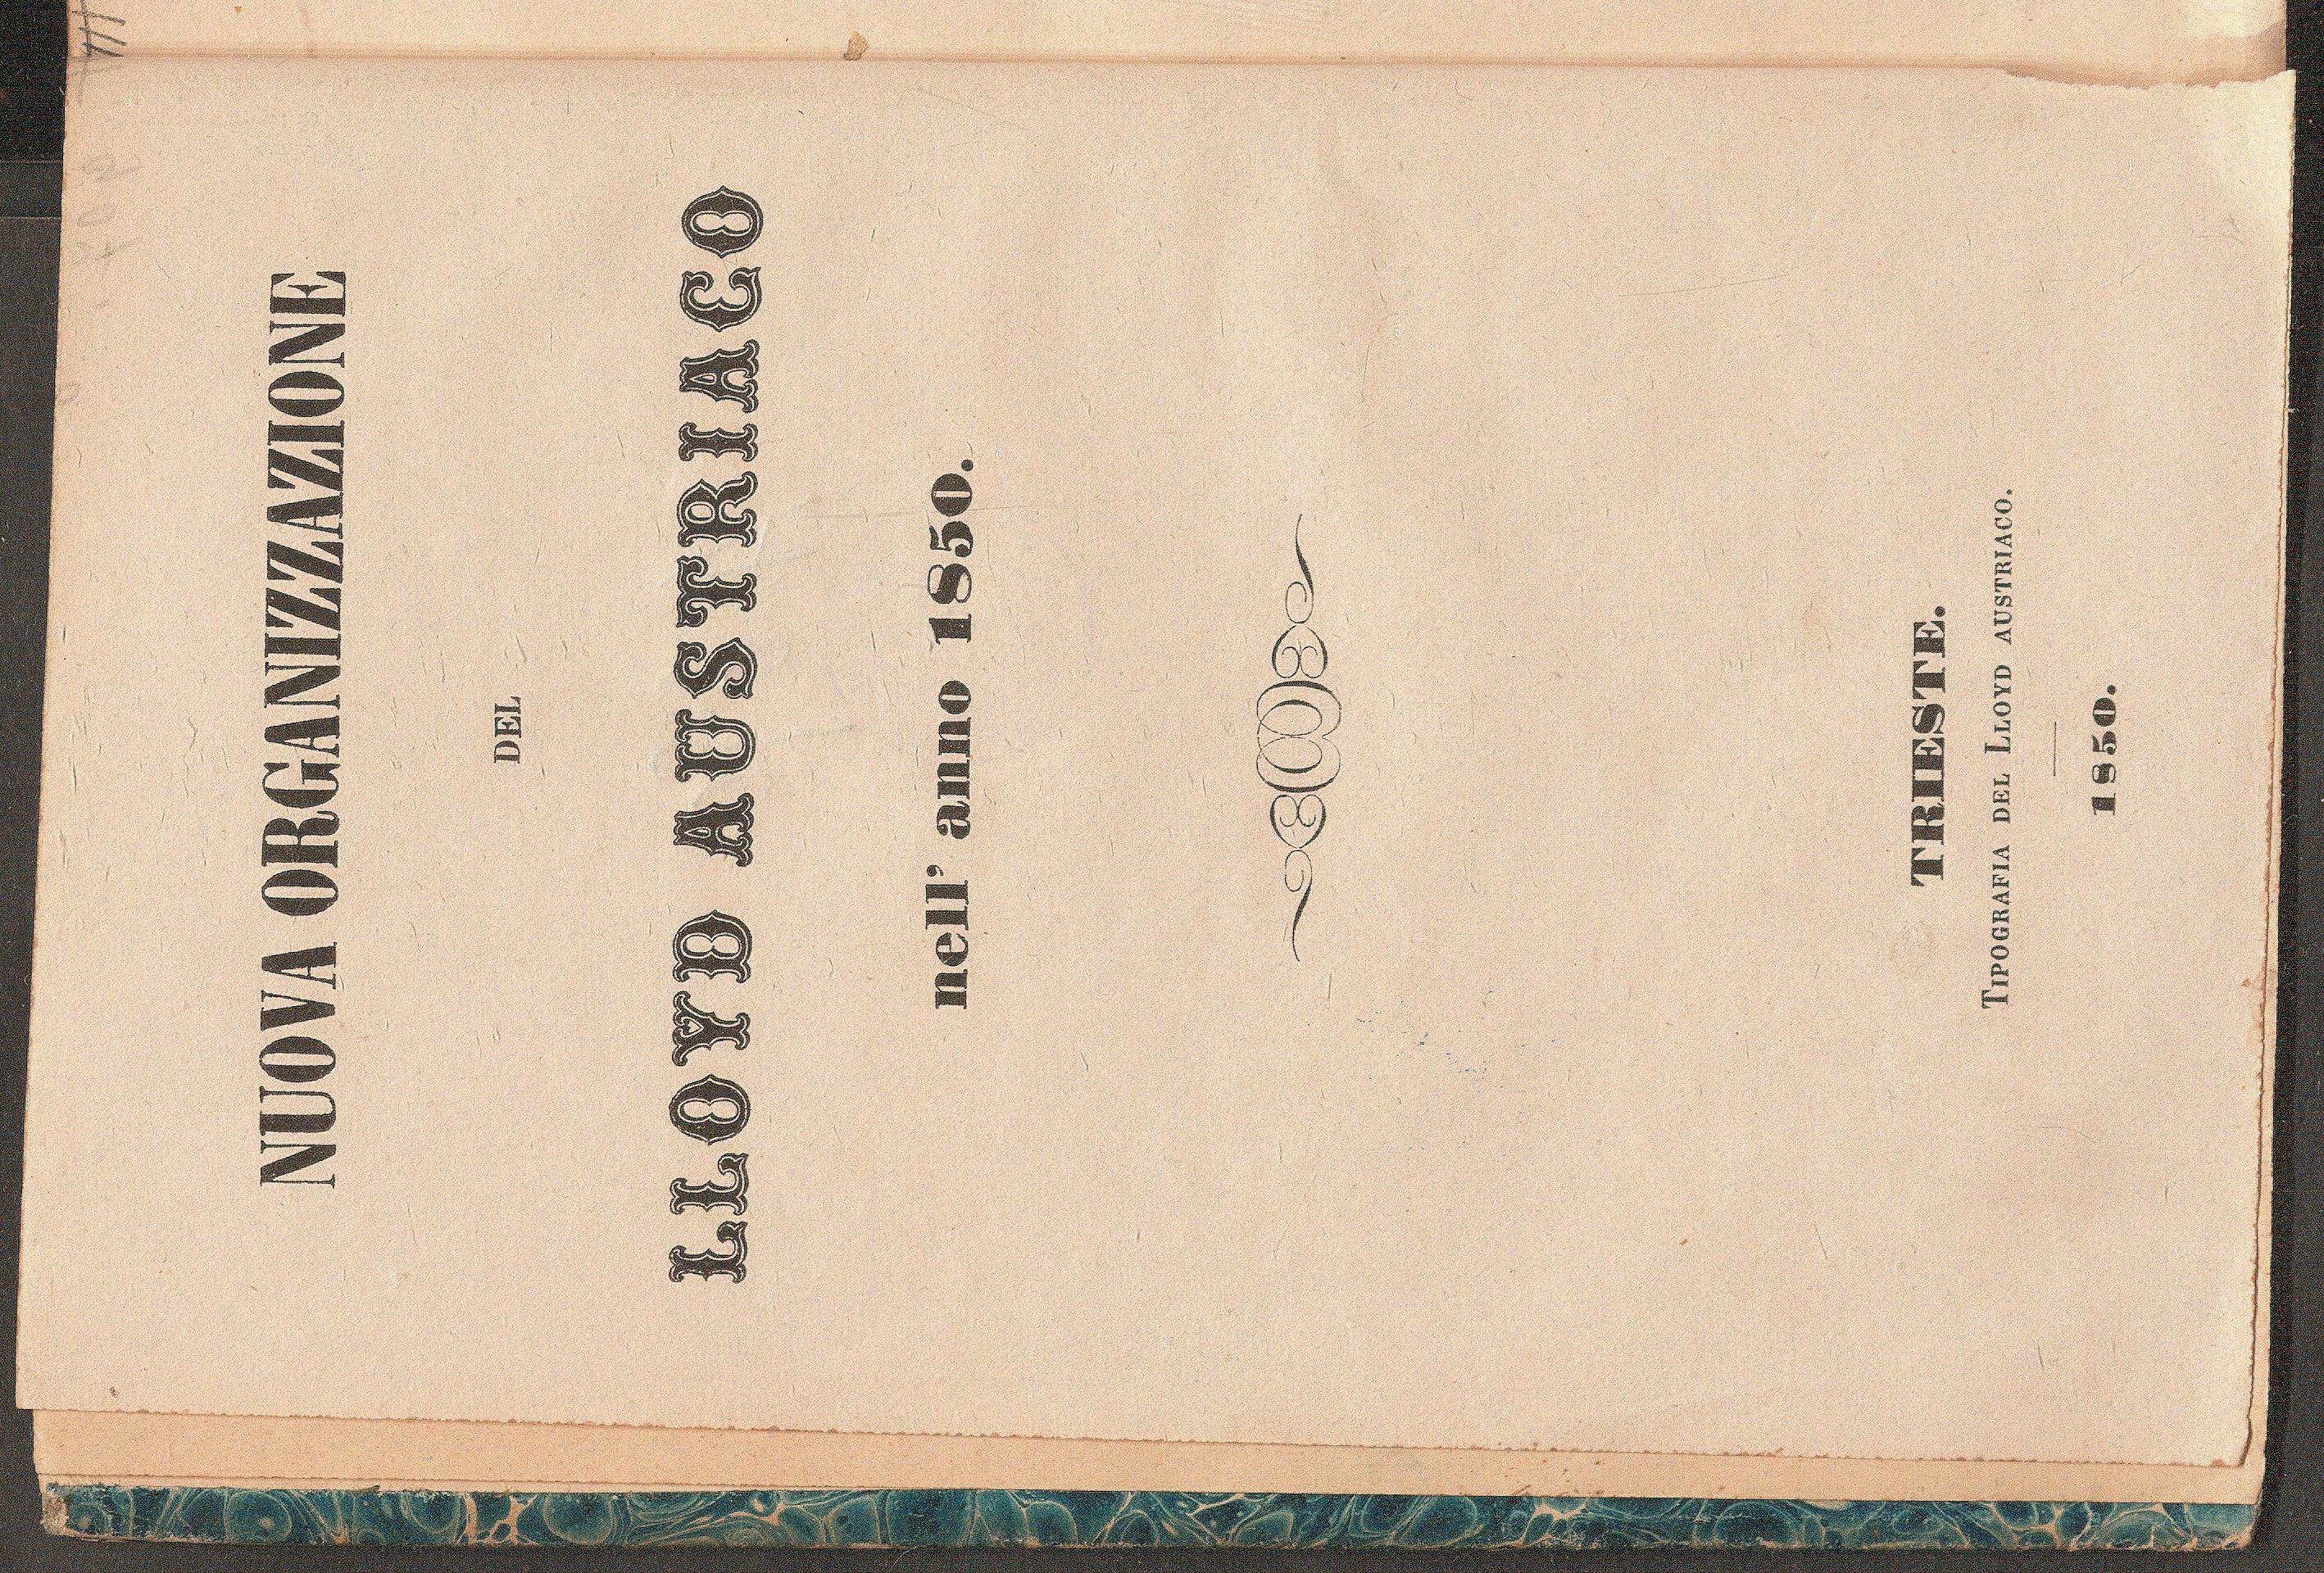 NUOVA ORGANIZZAZIONE
DEL
LLOYD AUSTRIACO
nell' anno 1850.
TRIESTE.
TIPOGRAFIA DEL LLOYD AUSTRIACO.
1850.